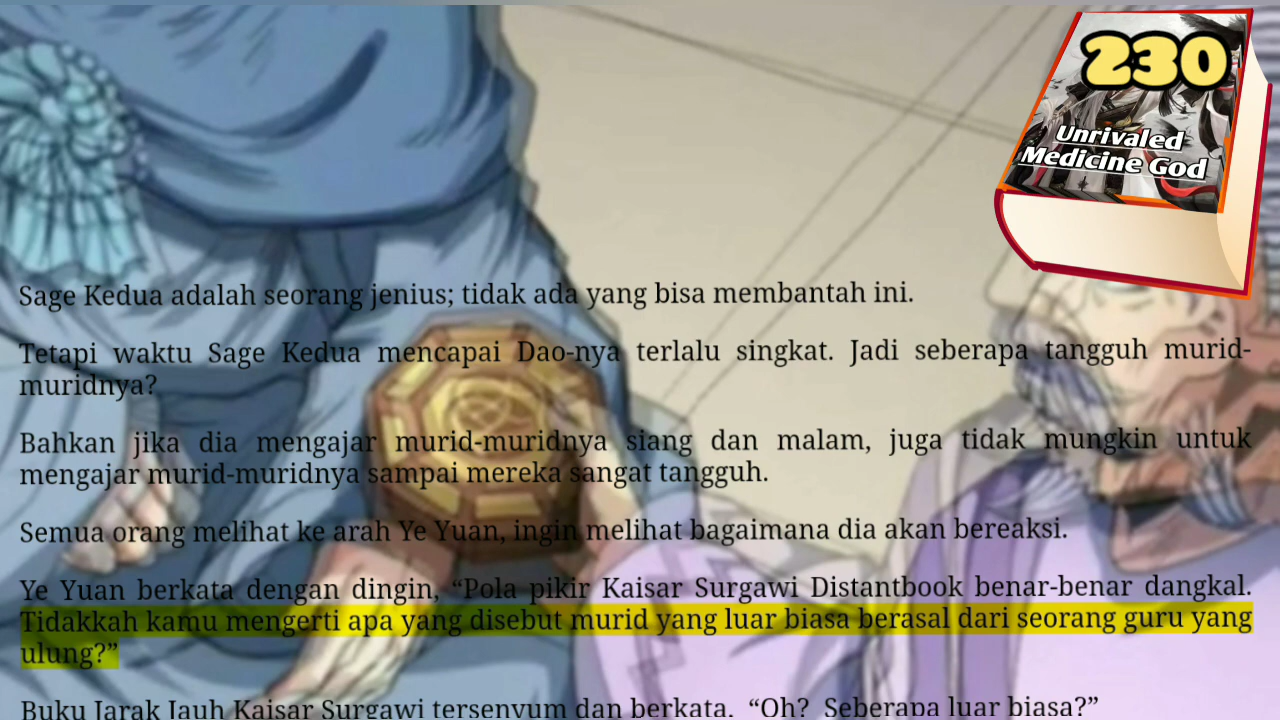 230
Unrivaled
Medicine God
Sage Kedua adalah seorang jenius; tidak ada yang bisa membantah ini.
Tetapi waktu Sage Kedua mencapai Dao-nya terlalu singkat. Jadi seberapa tangguh murid-
muridnya?
Bahkan jika dia mengajar murid-muridnya siang dan malam, juga tidak mungkin untuk
mengajar murid-muridnya sampai mereka sangat tangguh.
Semua orang melihat ke arah Ye Yuan, ingin melihat bagaimana dia akan bereaksi.
Ye Yuan berkata dengan dingin, “Pola pikir Kaisar Surgawi Distantbook benar-benar dangkal.
Tidakkah kamu mengerti apa yang disebut murid yang luar biasa berasal dari seorang guru yang
ulung?”
Buku Jarak Jauh Kaisar Surgawi tersenyum dan berkata, “Oh? Seberapa luar biasa?”